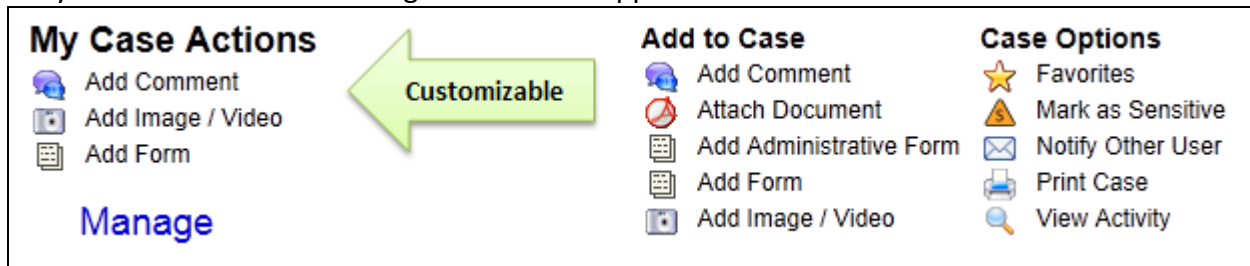 My Case Actions
Add Comment
Add Image / Video
Add Form
Manage
Customizable
Add to Case
Add Comment
Attach Document
Add Administrative Form
Add Form
Add Image / Video
Case Options
Favorites
Mark as Sensitive
Notify Other User
Print Case
View Activity